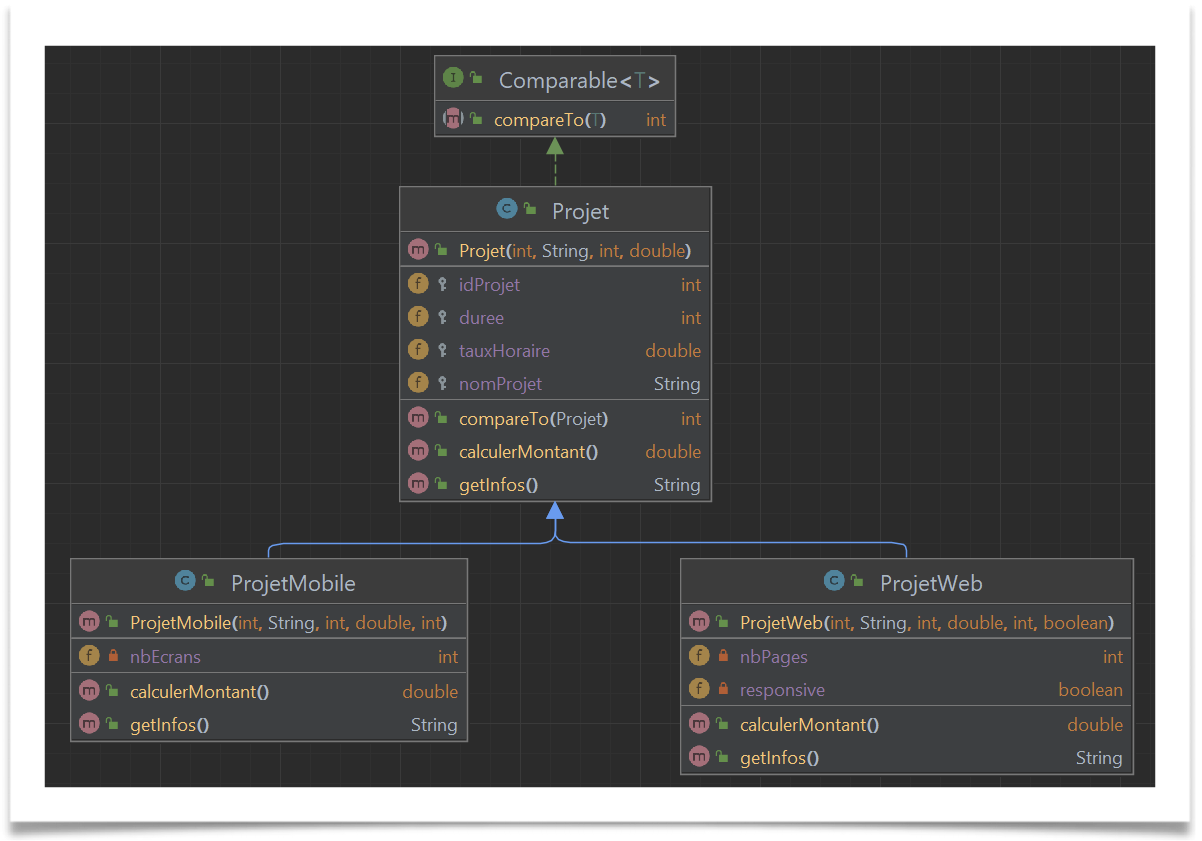 Comparable<T>
compareTo(T) int
Projet
Projet(int, String, int, double)
idProjet int
duree int
tauxHoraire double
nomProjet String
compareTo(Projet) int
calculerMontant() double
getInfos() String
ProjetMobile
ProjetMobile(int, String, int, double, int)
nbEcrans int
calculerMontant() double
getInfos() String
ProjetWeb
ProjetWeb(int, String, int, double, int, boolean)
nbPages int
responsive boolean
calculerMontant() double
getInfos() String